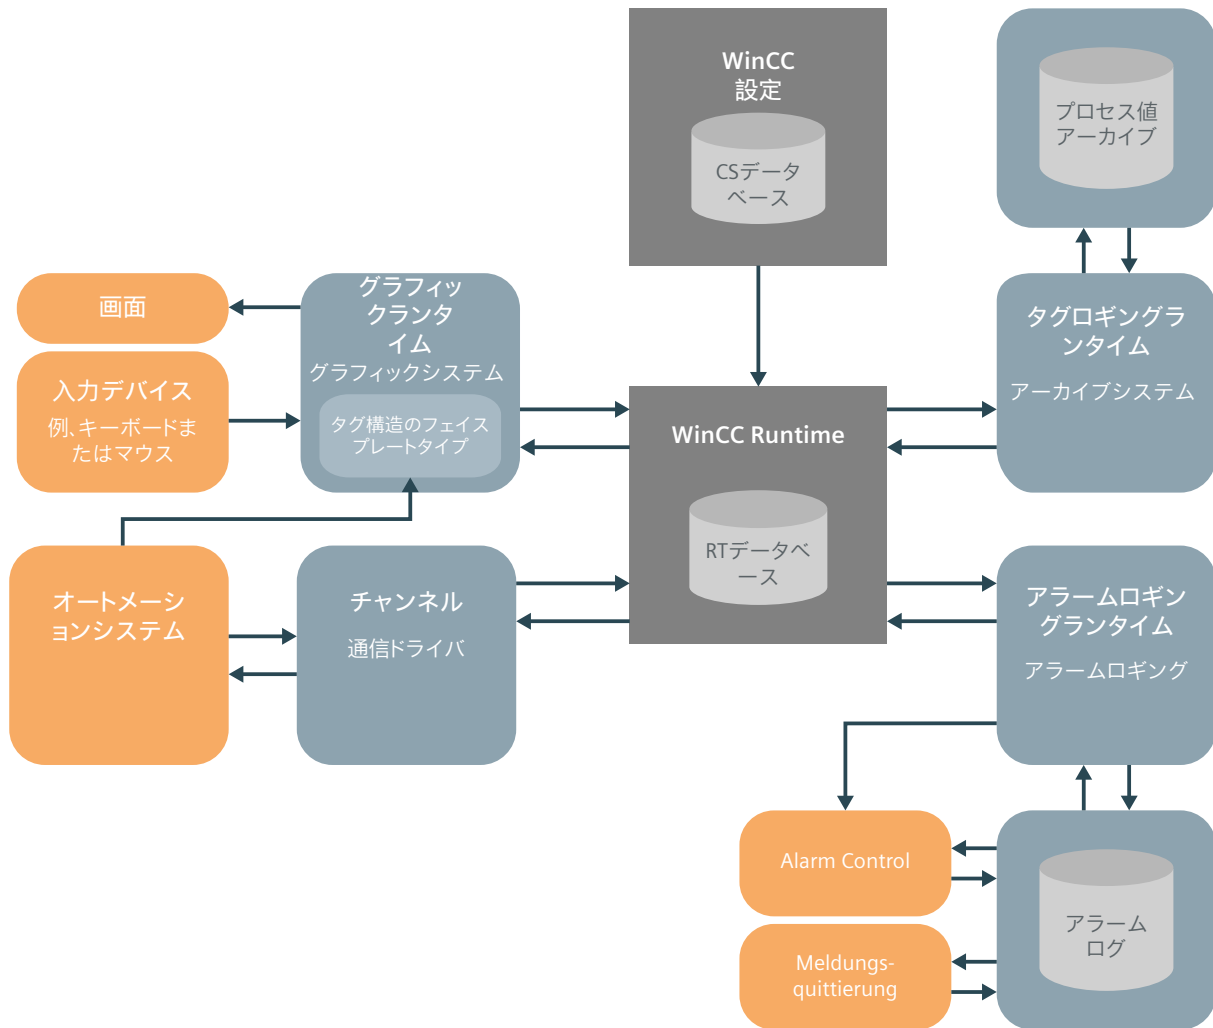 WinCC
設定
CSデータ
ベース
プロセス値
アーカイブ
画面
入力デバイス
例、キーボードま
たはマウス
グラフィッ
クランタ
イム
グラフィックシステム
タグ構造のフェイス
プレートタイプ
WinCC Runtime
RTデータベ
ース
タグロギングラ
ンタイム
アーカイブシステム
オートメーシ
ョンシステム
チャンネル
通信ドライバ
アラームロギン
グランタイム
アラームロギング
Alarm Control
Meldungs-
quittierung
アラーム
ログ